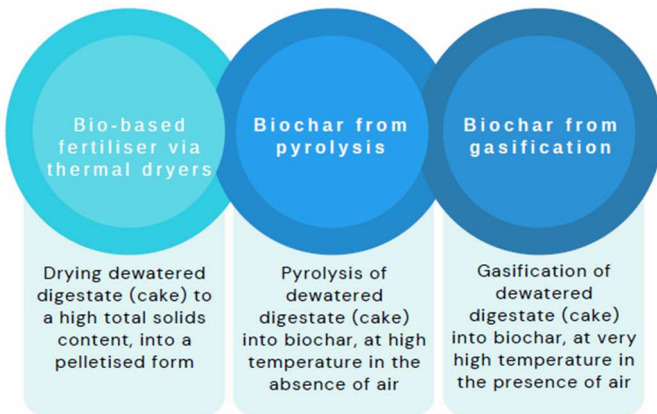 Bio-based
fertiliser via
thermal dryers
Biochar from
pyrolysis
Biochar from
gasification
Drying dewatered
digestate (cake) to
a high total solids
content, into a
pelletised form
Pyrolysis of
dewatered
digestate (cake)
into biochar, at high
temperature in the
absence of air
Gasification of
dewatered
digestate (cake)
into biochar, at very
high temperature in
the presence of air